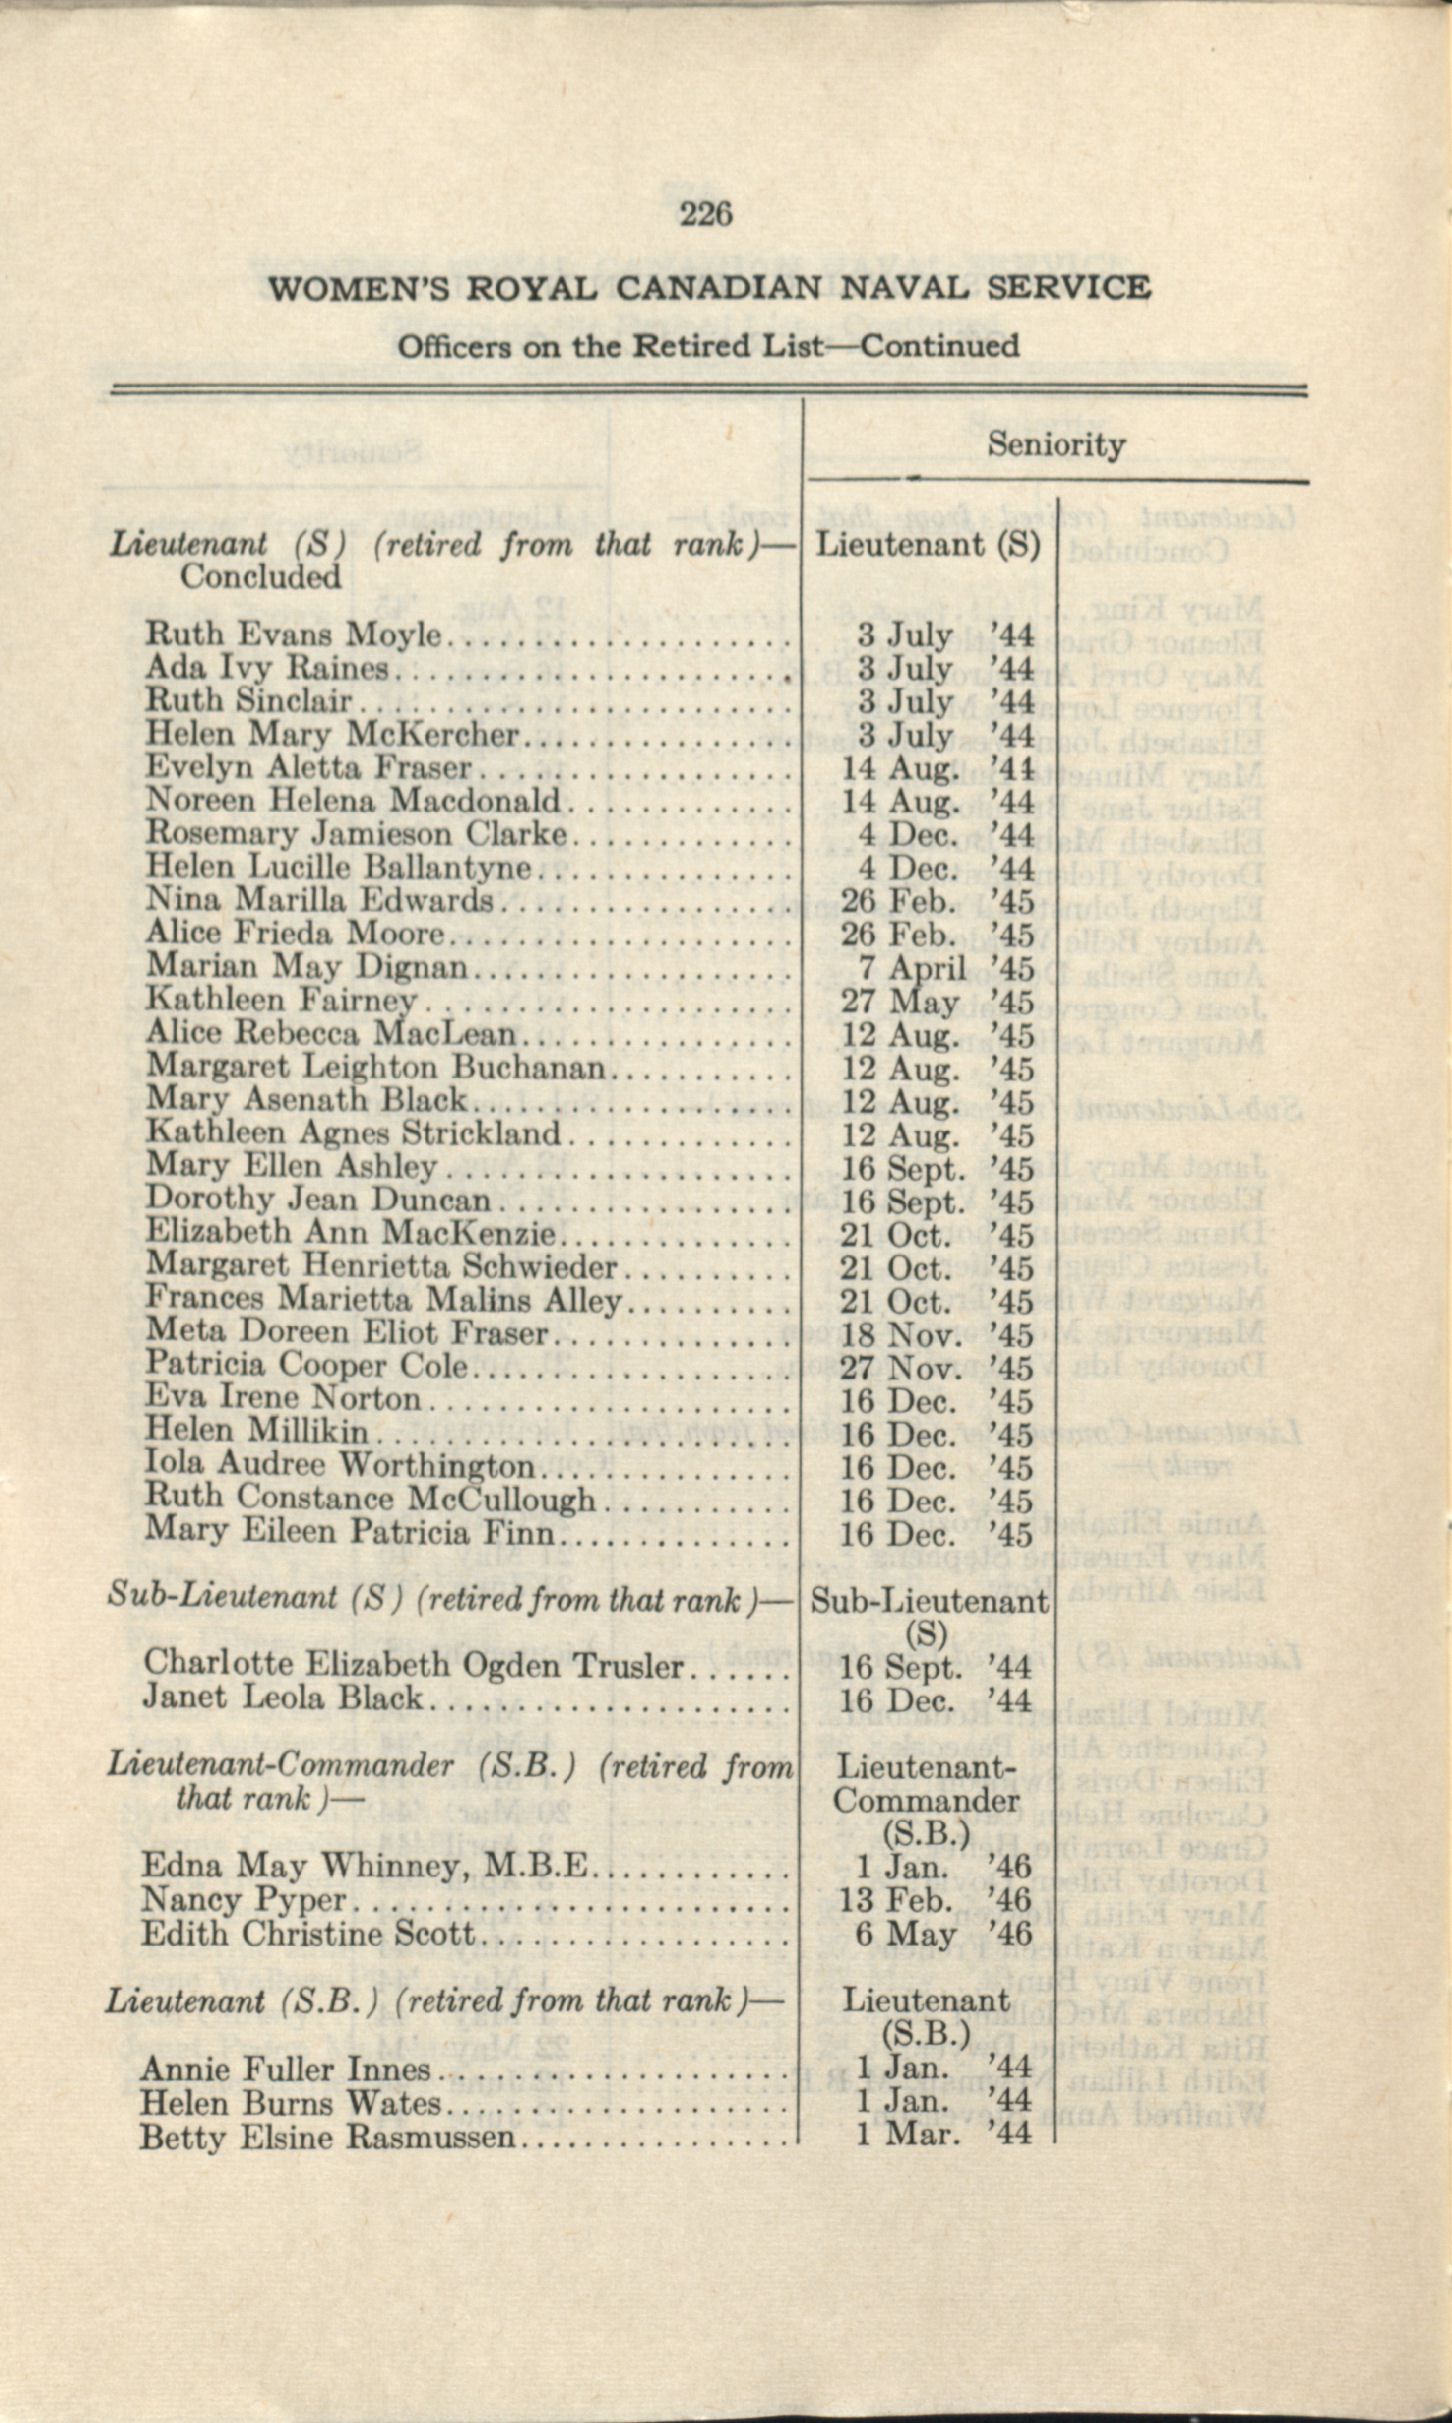 226
WOMEN'S ROYAL CANADIAN NAVAL SERVICE
Officers on the Retired List—Continued
Seniority
Lieutenant (S) (retired from that rank)— Lieutenant (S)
Concluded
Ruth Evans Moyle...................... 3 July '44
Ada Ivy Raines......................... 3 July '44
Ruth Sinclair........................... 3 July '44
Helen Mary McKercher................. 3 July '44
Evelyn Aletta Fraser.................... 14 Aug. '44
Noreen Helena Macdonald.............. 14 Aug. '44
Rosemary Jamieson Clarke.............. 4 Dec. '44
Helen Lucille Ballantyne................ 4 Dec. '44
Nina Marilla Edwards................... 26 Feb. '45
Alice Frieda Moore...................... 26 Feb. '45
Marian May Dignan.................... 7 April '45
Kathleen Fairney....................... 27 May '45
Alice Rebecca MacLean................. 12 Aug. '45
Margaret Leighton Buchanan............ 12 Aug. '45
Mary Asenath Black.................... 12 Aug. '45
Kathleen Agnes Strickland.............. 12 Aug. '45
Mary Ellen Ashley...................... 16 Sept. '45
Dorothy Jean Duncan................... 16 Sept. '45
Elizabeth Ann MacKenzie............... 21 Oct. '45
Margaret Henrietta Schwieder........... 21 Oct. '45
Frances Marietta Malins Alley........... 21 Oct. '45
Meta Doreen Eliot Fraser............... 18 Nov. '45
Patricia Cooper Cole.................... 27 Nov. '45
Eva Irene Norton....................... 16 Dec. '45
Helen Millikin.......................... 16 Dec. '45
Iola Audree Worthington................ 16 Dec. '45
Ruth Constance McCullough............ 16 Dec. '45
Mary Eileen Patricia Finn............... 16 Dec. '45
Sub-Lieutenant (S) (retired from that rank)— Sub-Lieutenant
(S)
Charlotte Elizabeth Ogden Trusler....... 16 Sept. '44
Janet Leola Black....................... 16 Dec. '44
Lieutenant-Commander (S.B.) (retired from Lieutenant-
that rank)— Commander
(S.B.)
Edna May Whinney, M.B.E............. 1 Jan. '46
Nancy Pyper............................ 13 Feb. '46
Edith Christine Scott.................... 6 May '46
Lieutenant (S.B.) (retired from that rank)— Lieutenant
(S.B.)
Annie Fuller Innes...................... 1 Jan. '44
Helen Burns Wates...................... 1 Jan. '44
Betty Elsine Rasmussen................. 1 Mar. '44